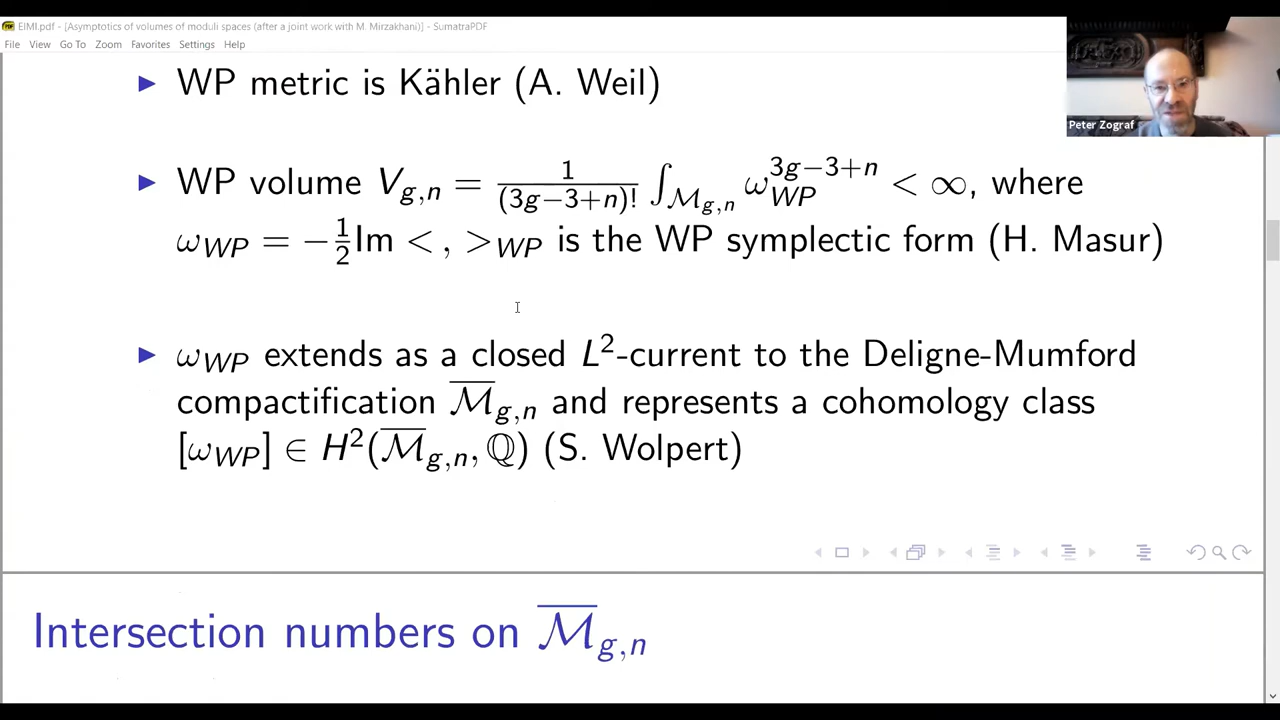 EIMI.pdf - [Asymptotics of volumes of moduli spaces (after a joint work with M. Mirzakhani)] - SumatraPDF
File View Go To Zoom Favorites Settings Help
Peter Zograf
▶ WP metric is Kähler (A. Weil)
▶ WP volume $V_{g,n} = \frac{1}{(3g-3+n)!} \int_{\mathcal{M}_{g,n}} \omega_{WP}^{3g-3+n} < \infty$, where
$\omega_{WP} = -\frac{1}{2}\mathrm{Im} <\,,\,>_{WP}$ is the WP symplectic form (H. Masur)
▶ $\omega_{WP}$ extends as a closed $L^2$-current to the Deligne-Mumford
compactification $\overline{\mathcal{M}}_{g,n}$ and represents a cohomology class
$[\omega_{WP}] \in H^2(\overline{\mathcal{M}}_{g,n}, \mathbb{Q})$ (S. Wolpert)
Intersection numbers on $\overline{\mathcal{M}}_{g,n}$